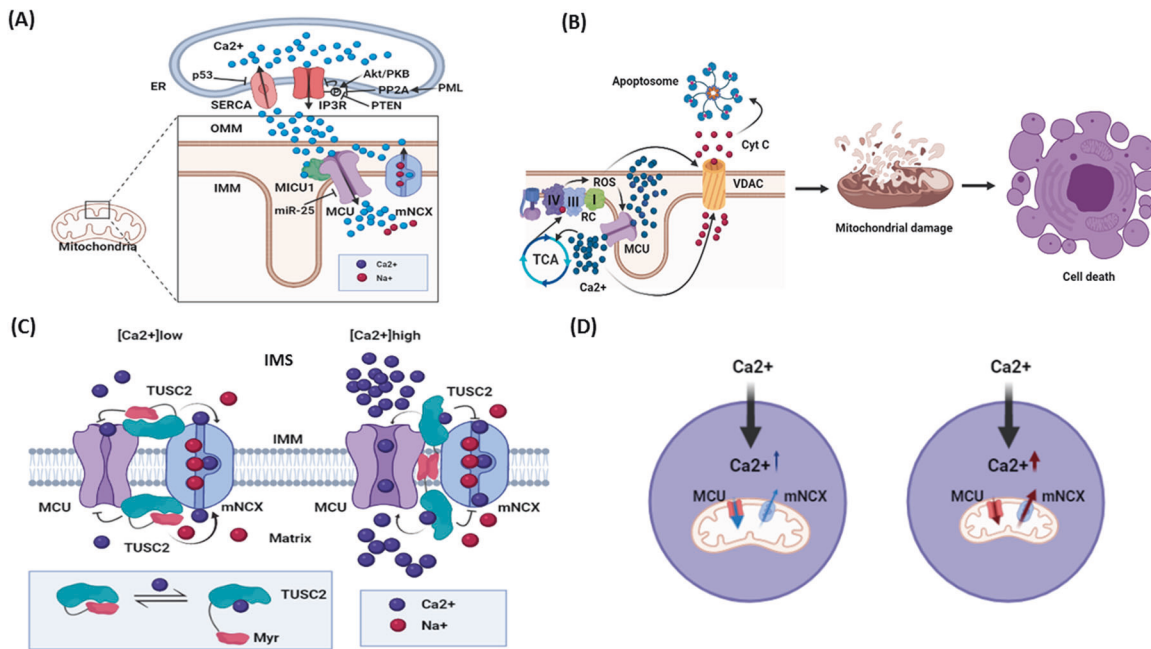 (A)
Ca2+
p53
Akt/PKB
ER
P
PP2A
PML
SERCA
IP3R
PTEN
OMM
IMM
MICU1
miR-25
MCU
mNCX
Mitochondria
Ca2+
Na+
(B)
Apoptosome
Cyt C
ROS
VDAC
IV
III
I
RC
MCU
TCA
Ca2+
Mitochondrial damage
Cell death
(C)
[Ca2+]low
IMS
[Ca2+]high
TUSC2
TUSC2
IMM
MCU
mNCX
MCU
mNCX
TUSC2
Matrix
TUSC2
TUSC2
Myr
Ca2+
Na+
(D)
Ca2+
Ca2+
Ca2+
Ca2+
MCU
mNCX
MCU
mNCX